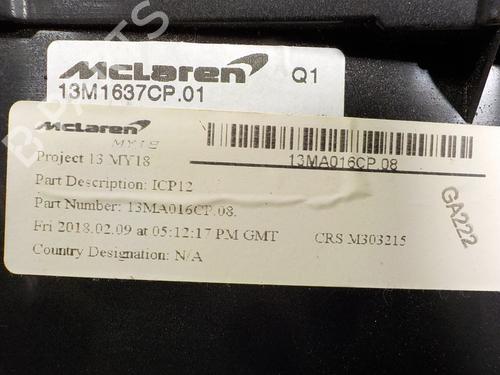 McLaren Q1
13M1637CP.01
McLaren
MY18
Project 13 MY18
13MA016CP.08
Part Description: ICP12
Part Number: 13MA016CP.08.
Fri 2018.02.09 at 05:12:17 PM GMT CRS M303215
Country Designation: N/A
GA222
B-PARTS